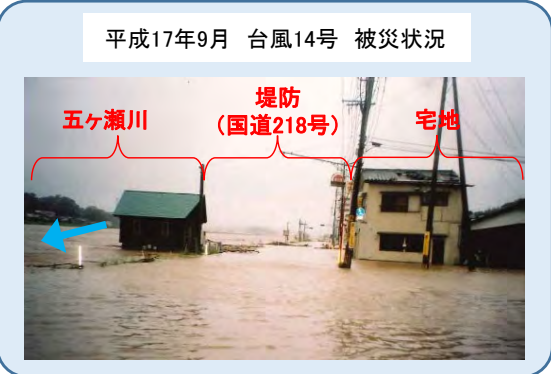 平成17年9月　台風14号　被災状況
五ヶ瀬川
堤防
（国道218号）
宅地